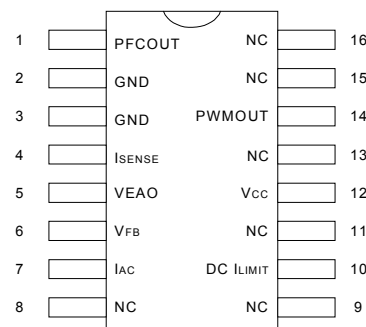 1 PFCOUT NC 16
2 GND NC 15
3 GND PWMOUT 14
4 ISENSE NC 13
5 VEAO VCC 12
6 VFB NC 11
7 IAC DC ILIMIT 10
8 NC NC 9